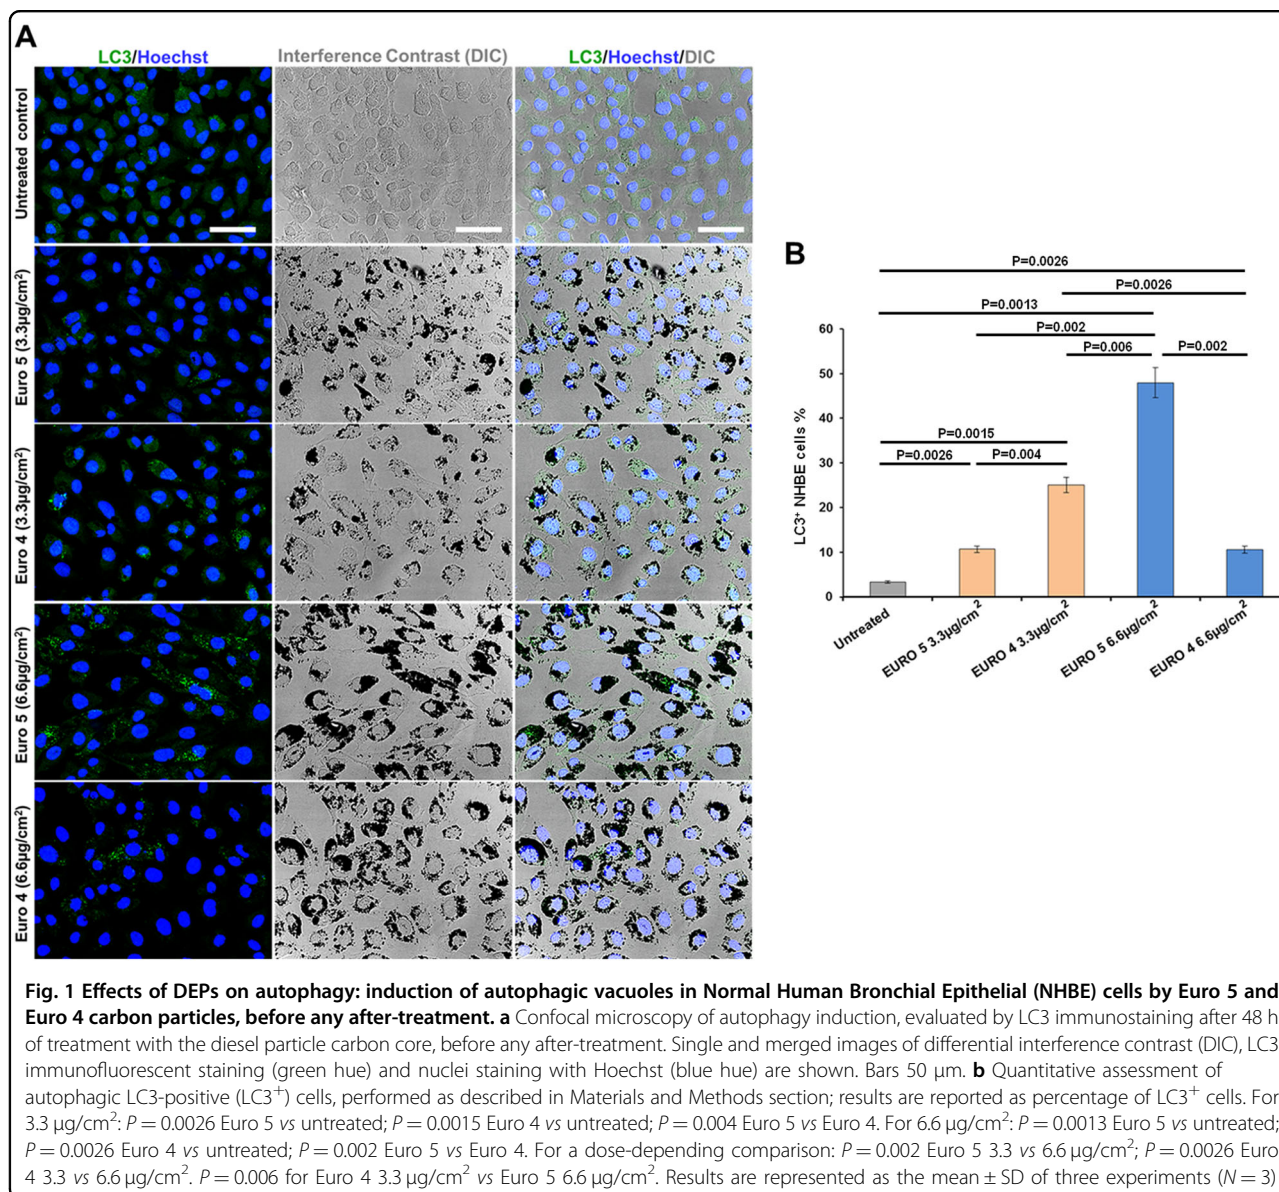 A
LC3/Hoechst
Interference Contrast (DIC)
LC3/Hoechst/DIC
Untreated control
Euro 5 (3.3µg/cm²)
Euro 4 (3.3µg/cm²)
Euro 5 (6.6µg/cm²)
Euro 4 (6.6µg/cm²)
B
P=0.0026
P=0.0026
P=0.0013
P=0.002
P=0.006
P=0.002
P=0.0015
P=0.0026
P=0.004
LC3⁺ NHBE cells %
60
50
40
30
20
10
0
Untreated
EURO 5 3.3µg/cm²
EURO 4 3.3µg/cm²
EURO 5 6.6µg/cm²
EURO 4 6.6µg/cm²
Fig. 1 Effects of DEPs on autophagy: induction of autophagic vacuoles in Normal Human Bronchial Epithelial (NHBE) cells by Euro 5 and
Euro 4 carbon particles, before any after-treatment. a Confocal microscopy of autophagy induction, evaluated by LC3 immunostaining after 48 h
of treatment with the diesel particle carbon core, before any after-treatment. Single and merged images of differential interference contrast (DIC), LC3
immunofluorescent staining (green hue) and nuclei staining with Hoechst (blue hue) are shown. Bars 50 µm. b Quantitative assessment of
autophagic LC3-positive (LC3⁺) cells, performed as described in Materials and Methods section; results are reported as percentage of LC3⁺ cells. For
3.3 µg/cm²: P = 0.0026 Euro 5 vs untreated; P = 0.0015 Euro 4 vs untreated; P = 0.004 Euro 5 vs Euro 4. For 6.6 µg/cm²: P = 0.0013 Euro 5 vs untreated;
P = 0.0026 Euro 4 vs untreated; P = 0.002 Euro 5 vs Euro 4. For a dose-depending comparison: P = 0.002 Euro 5 3.3 vs 6.6 µg/cm²; P = 0.0026 Euro
4 3.3 vs 6.6 µg/cm². P = 0.006 for Euro 4 3.3 µg/cm² vs Euro 5 6.6 µg/cm². Results are represented as the mean ± SD of three experiments (N = 3)